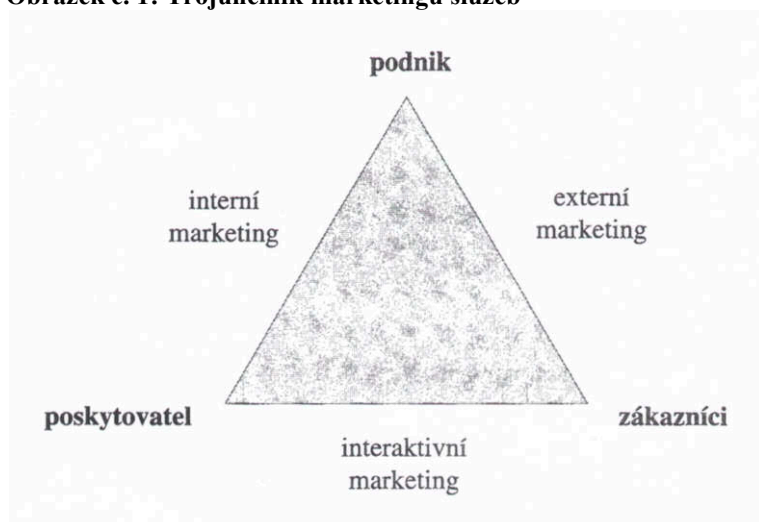 Obrázek č. 1: Trojúhelník marketingu služeb
podnik
interní
marketing
externí
marketing
poskytovatel
zákazníci
interaktivní
marketing